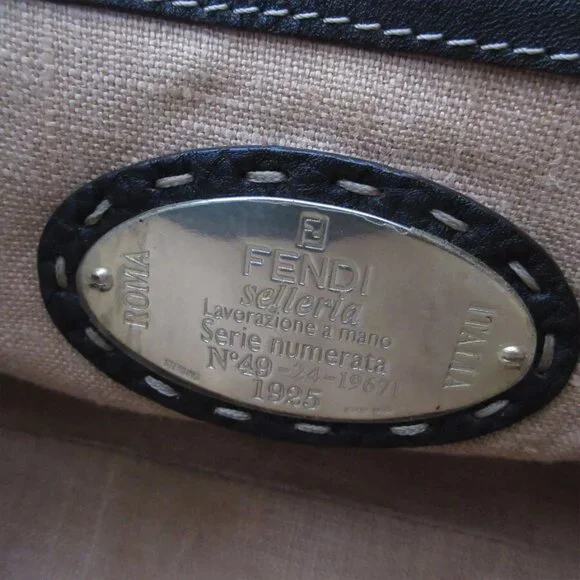 FENDI
selleria
Lavorazione a mano
Serie numerata
N°49-24-19671
1925
ROMA
ITALIA